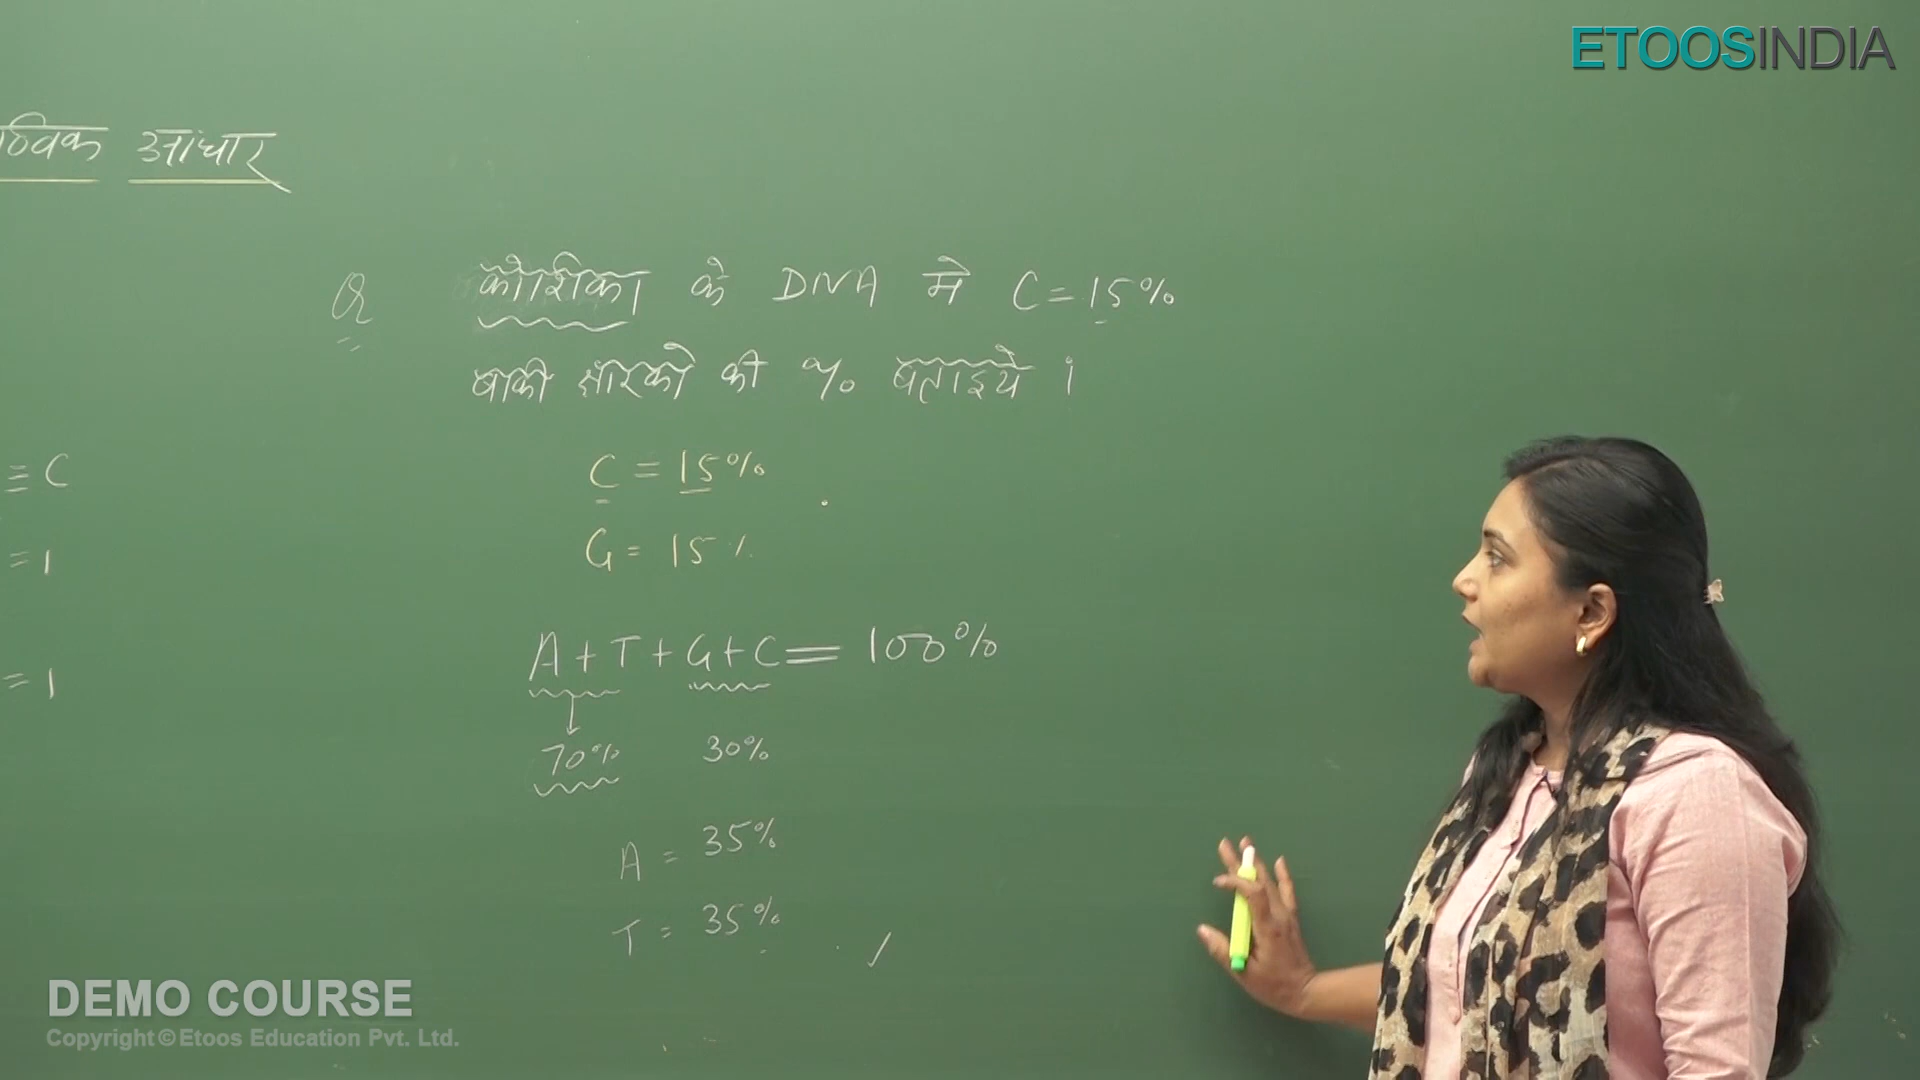 ETOOSINDIA
आधार
Q कोशिका के DNA मे C = 15%
बाकी क्षारको की % बताइये ।
≡ C
C = 15%
= 1
G = 15%
A + T + G + C = 100%
= 1
70% 30%
A = 35%
T = 35%
DEMO COURSE
Copyright © Etoos Education Pvt. Ltd.